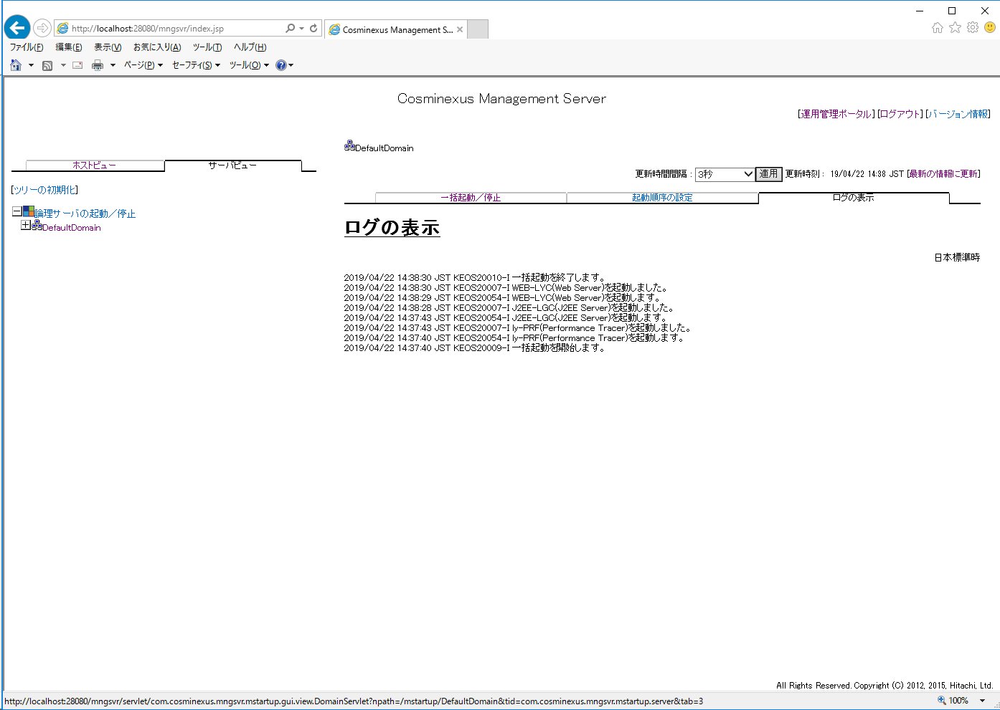 http://localhost:28080/mngsvr/index.jsp
Cosminexus Management S...
ファイル(F) 編集(E) 表示(V) お気に入り(A) ツール(T) ヘルプ(H)
ページ(P) セーフティ(S) ツール(O)
Cosminexus Management Server
[運用管理ポータル] [ログアウト] [バージョン情報]
DefaultDomain
ホストビュー サーバビュー
更新時間間隔 : 3秒 適用 更新時刻 : 19/04/22 14:38 JST [最新の情報に更新]
[ツリーの初期化]
一括起動／停止 起動順序の設定 ログの表示
論理サーバの起動／停止
DefaultDomain
ログの表示
日本標準時
2019/04/22 14:38:30 JST KEOS20010-I 一括起動を終了します。
2019/04/22 14:38:30 JST KEOS20007-I WEB-LYC(Web Server)を起動しました。
2019/04/22 14:38:29 JST KEOS20054-I WEB-LYC(Web Server)を起動します。
2019/04/22 14:38:28 JST KEOS20007-I J2EE-LGC(J2EE Server)を起動しました。
2019/04/22 14:37:43 JST KEOS20054-I J2EE-LGC(J2EE Server)を起動します。
2019/04/22 14:37:43 JST KEOS20007-I ly-PRF(Performance Tracer)を起動しました。
2019/04/22 14:37:40 JST KEOS20054-I ly-PRF(Performance Tracer)を起動します。
2019/04/22 14:37:40 JST KEOS20009-I 一括起動を開始します。
All Rights Reserved. Copyright (C) 2012, 2015, Hitachi, Ltd.
http://localhost:28080/mngsvr/servlet/com.cosminexus.mngsvr.mstartup.gui.view.DomainServlet?npath=/mstartup/DefaultDomain&tid=com.cosminexus.mngsvr.mstartup.server&tab=3
100%